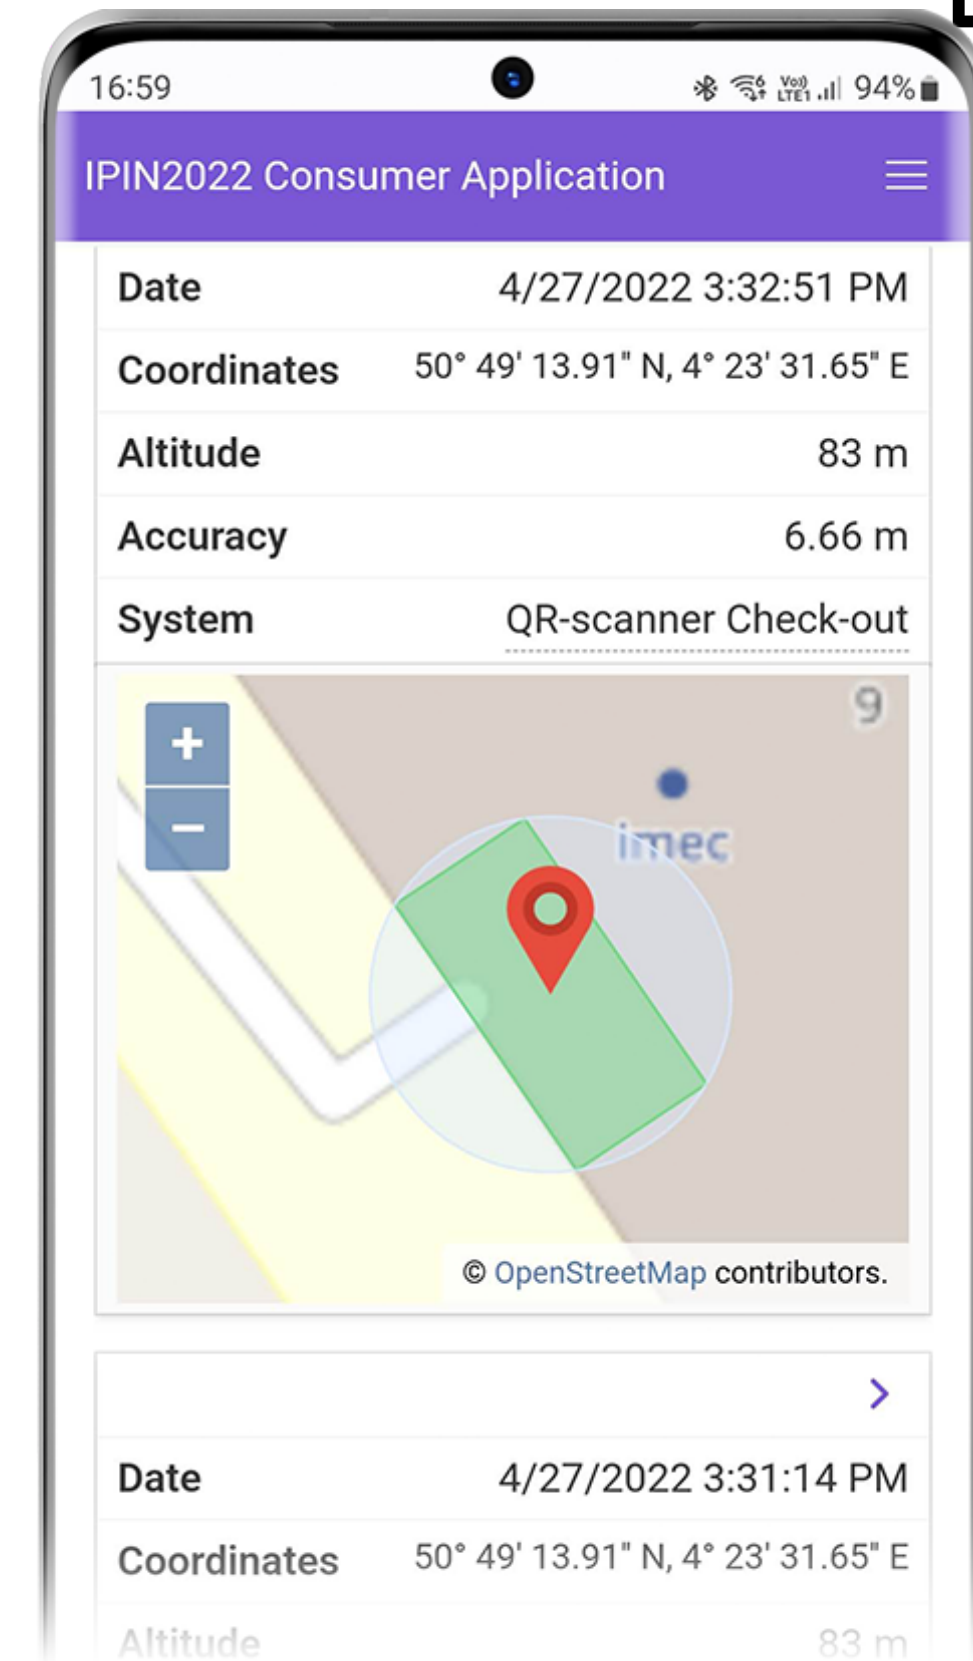 16:59 Vo)) LTE1 94%
IPIN2022 Consumer Application
Date 4/27/2022 3:32:51 PM
Coordinates 50° 49' 13.91" N, 4° 23' 31.65" E
Altitude 83 m
Accuracy 6.66 m
System QR-scanner Check-out
+
9
−
imec
© OpenStreetMap contributors.
Date 4/27/2022 3:31:14 PM
Coordinates 50° 49' 13.91" N, 4° 23' 31.65" E
Altitude 83 m